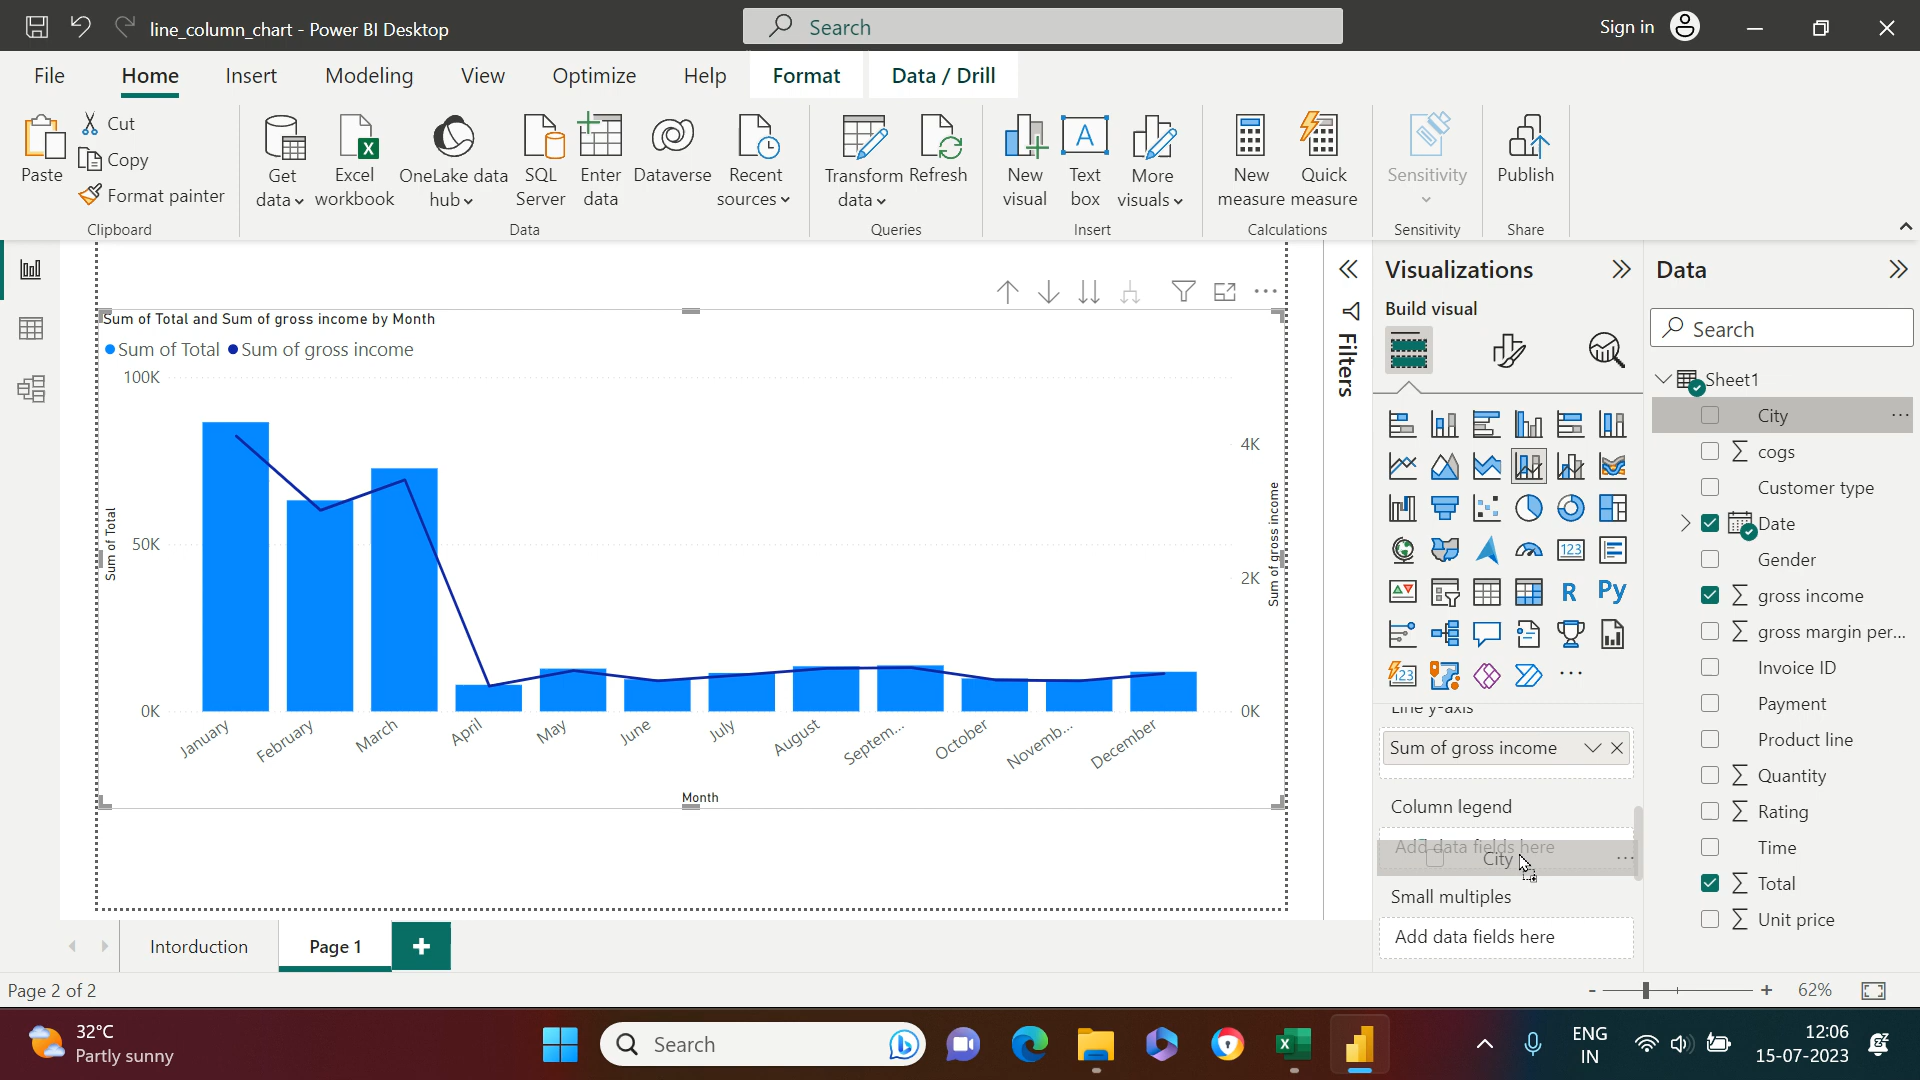 line_column_chart - Power BI Desktop
Search
Sign in
File
Home
Insert
Modeling
View
Optimize
Help
Format
Data / Drill
Paste
Cut
Copy
Format painter
Clipboard
Get data
Excel workbook
OneLake data hub
SQL Server
Enter data
Dataverse
Recent sources
Data
Transform data
Refresh
Queries
New visual
Text box
More visuals
Insert
New measure
Quick measure
Calculations
Sensitivity
Sensitivity
Publish
Share
Sum of Total and Sum of gross income by Month
Sum of Total
Sum of gross income
100K
50K
0K
Sum of Total
4K
2K
0K
Sum of gross income
January
February
March
April
May
June
July
August
Septem...
October
Novemb...
December
Month
Filters
Visualizations
Build visual
123
R
Py
123
Line y-axis
Sum of gross income
Column legend
Add data fields here
City
Small multiples
Add data fields here
Data
Search
Sheet1
City
cogs
Customer type
Date
Gender
gross income
gross margin per...
Invoice ID
Payment
Product line
Quantity
Rating
Time
Total
Unit price
Intorduction
Page 1
Page 2 of 2
- + 62%
32°C
Partly sunny
Search
ENG
IN
12:06
15-07-2023